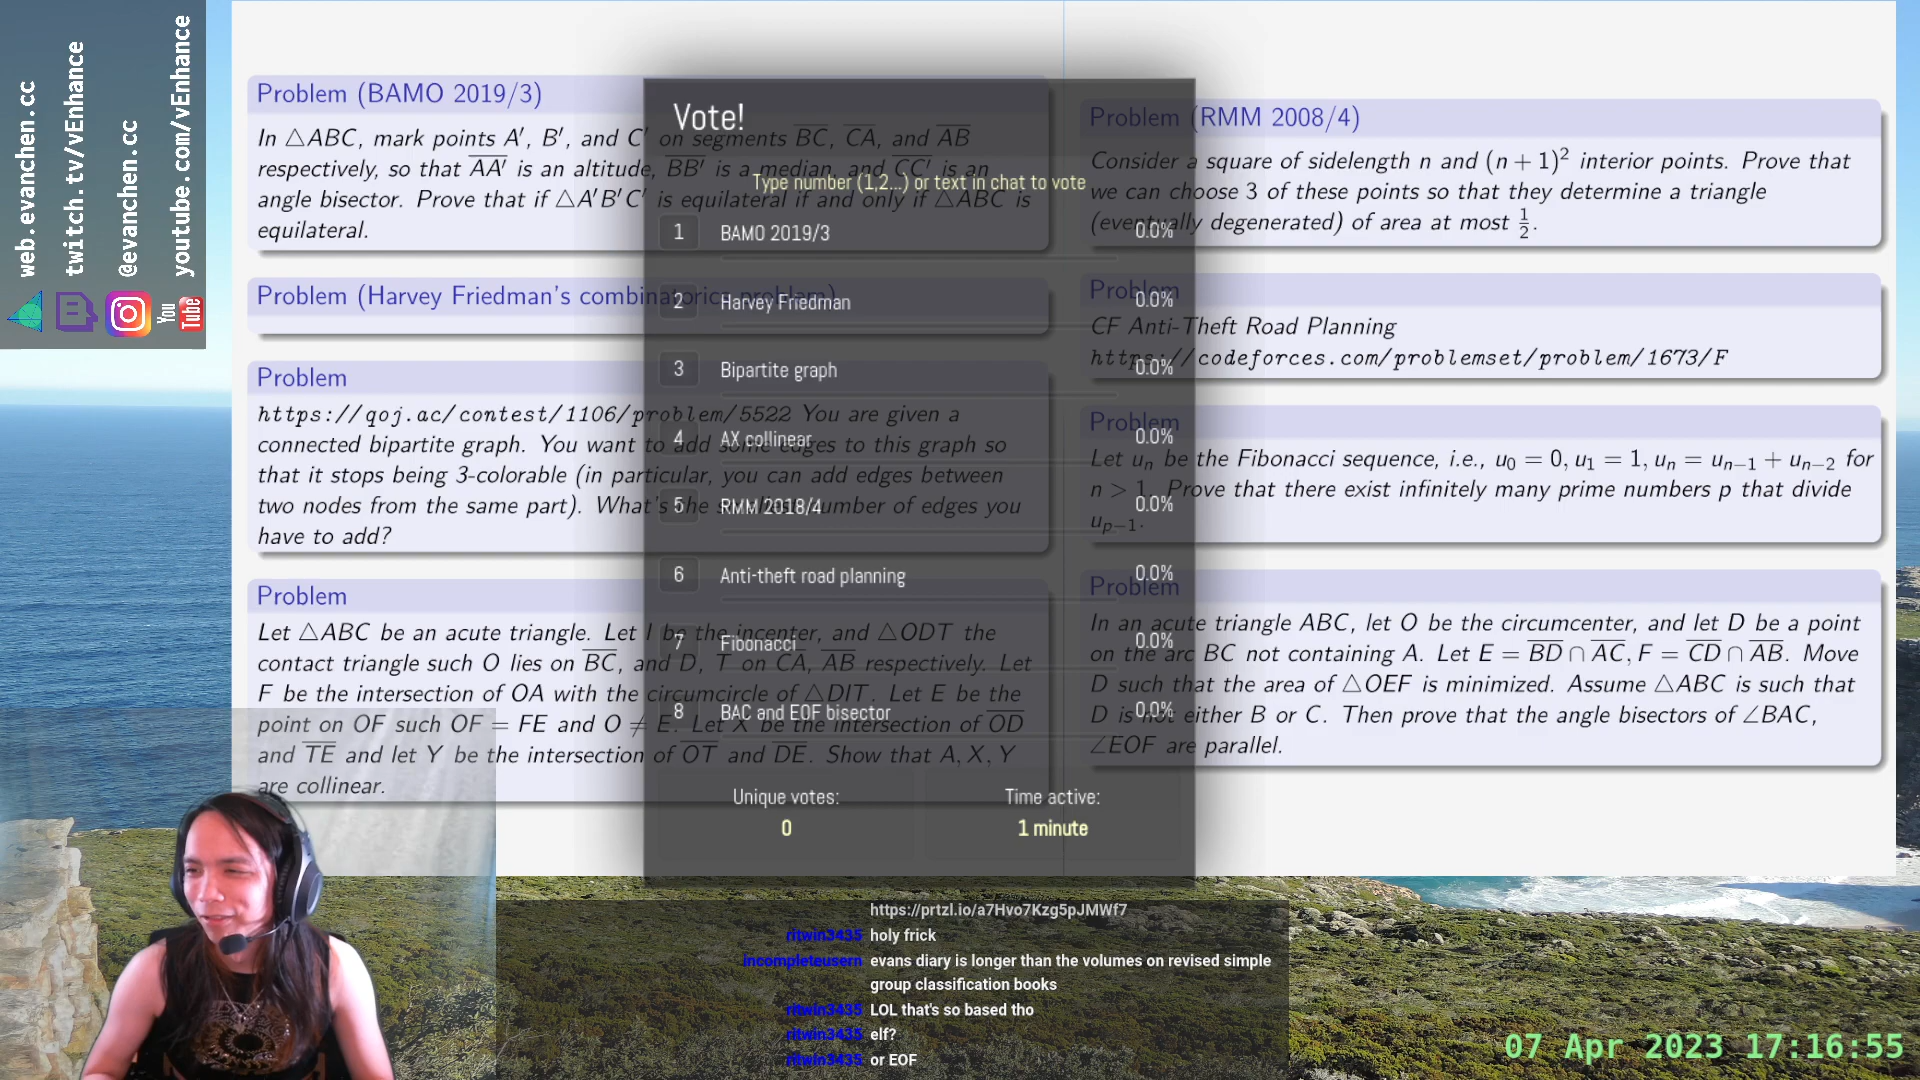 web.evanchen.cc
twitch.tv/vEnhance
@evanchen.cc
youtube.com/vEnhance
You
Tube
Problem (BAMO 2019/3)
In △ABC, mark points A′, B′, and C′ on segments BC, CA, and AB
respectively, so that AA′ is an altitude, BB′ is a median, and CC′ is an
angle bisector. Prove that if △A′B′C′ is equilateral if and only if △ABC is
equilateral.
Problem (Harvey Friedman's combinatorics problem)
Problem
https://qoj.ac/contest/1106/problem/5522 You are given a
connected bipartite graph. You want to add some edges to this graph so
that it stops being 3-colorable (in particular, you can add edges between
two nodes from the same part). What's the smallest number of edges you
have to add?
Problem
Let △ABC be an acute triangle. Let I be the incenter, and △ODT the
contact triangle such O lies on BC, and D, T on CA, AB respectively. Let
F be the intersection of OA with the circumcircle of △DIT. Let E be the
point on OF such OF = FE and O ≠ E. Let X be the intersection of OD
and TE and let Y be the intersection of OT and DE. Show that A, X, Y
are collinear.
Vote!
Type number (1,2...) or text in chat to vote
1 BAMO 2019/3 0.0%
2 Harvey Friedman 0.0%
3 Bipartite graph 0.0%
4 AX collinear 0.0%
5 RMM 2018/4 0.0%
6 Anti-theft road planning 0.0%
7 Fibonacci 0.0%
8 BAC and EOF bisector 0.0%
Unique votes: Time active:
0 1 minute
Problem (RMM 2008/4)
Consider a square of sidelength n and (n + 1)² interior points. Prove that
we can choose 3 of these points so that they determine a triangle
(eventually degenerated) of area at most 1/2.
Problem
CF Anti-Theft Road Planning
https://codeforces.com/problemset/problem/1673/F
Problem
Let uₙ be the Fibonacci sequence, i.e., u₀ = 0, u₁ = 1, uₙ = uₙ₋₁ + uₙ₋₂ for
n > 1. Prove that there exist infinitely many prime numbers p that divide
uₚ₋₁.
Problem
In an acute triangle ABC, let O be the circumcenter, and let D be a point
on the arc BC not containing A. Let E = BD ∩ AC, F = CD ∩ AB. Move
D such that the area of △OEF is minimized. Assume △ABC is such that
D is not either B or C. Then prove that the angle bisectors of ∠BAC,
∠EOF are parallel.
https://prtzl.io/a7Hvo7Kzg5pJMWf7
ritwin3435 holy frick
incompleteusern evans diary is longer than the volumes on revised simple
group classification books
ritwin3435 LOL that's so based tho
ritwin3435 elf?
ritwin3435 or EOF
07 Apr 2023 17:16:55